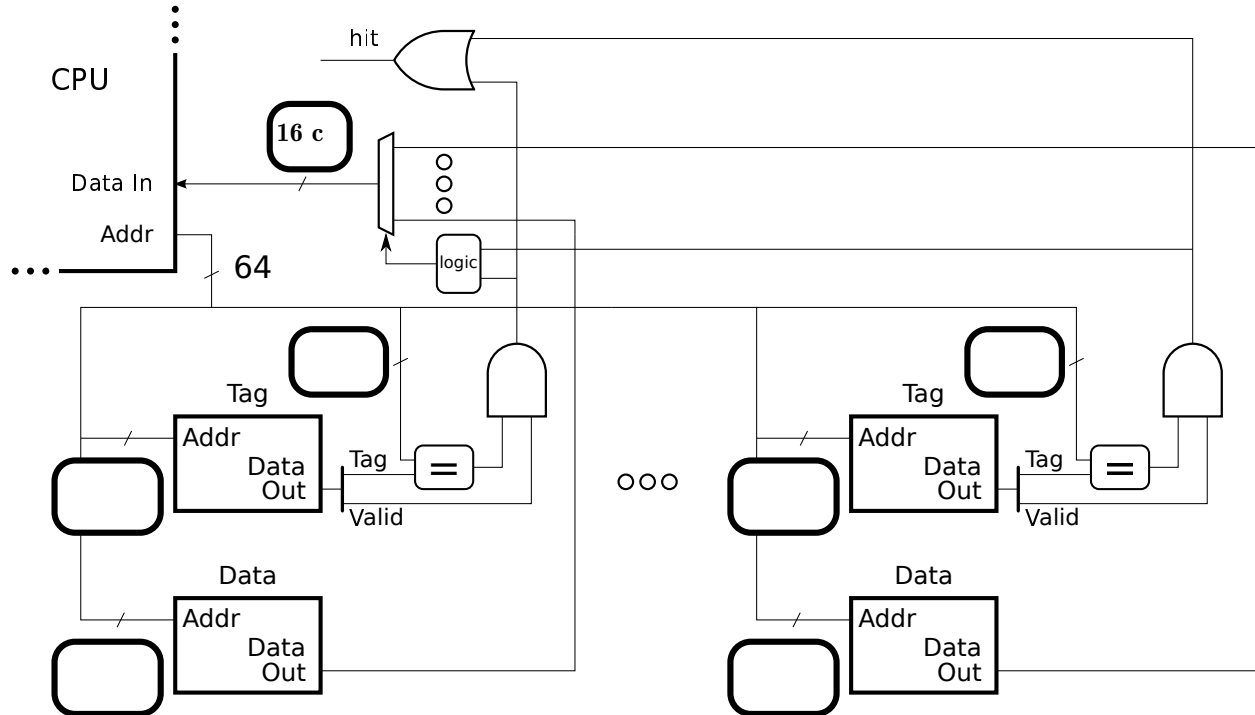 hit
CPU
16 c
Data In
Addr
logic
64
Tag
Tag
Addr
Addr
Data
Out
Data
Out
=
=
Tag
Tag
Valid
Valid
Data
Data
Addr
Addr
Data
Out
Data
Out